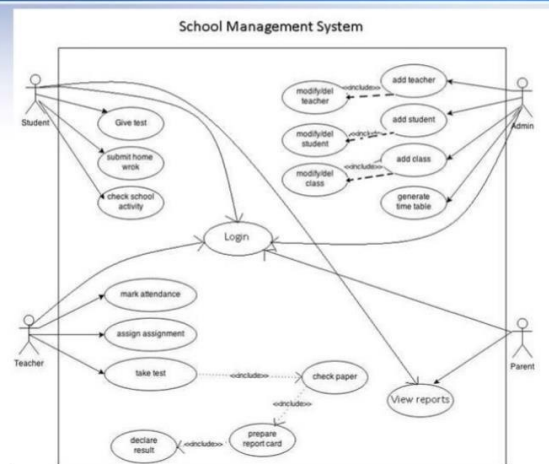 School Management System
Student
Give test
submit home
wrok
check school
activity
modify/del
teacher
<<include>>
add teacher
modify/del
student
<<include>>
add student
modify/del
class
<<include>>
add class
generate
time table
Admin
Login
Teacher
mark attendance
assign assignment
take test
<<include>>
check paper
<<include>>
prepare
report card
<<include>>
declare
result
View reports
Parent